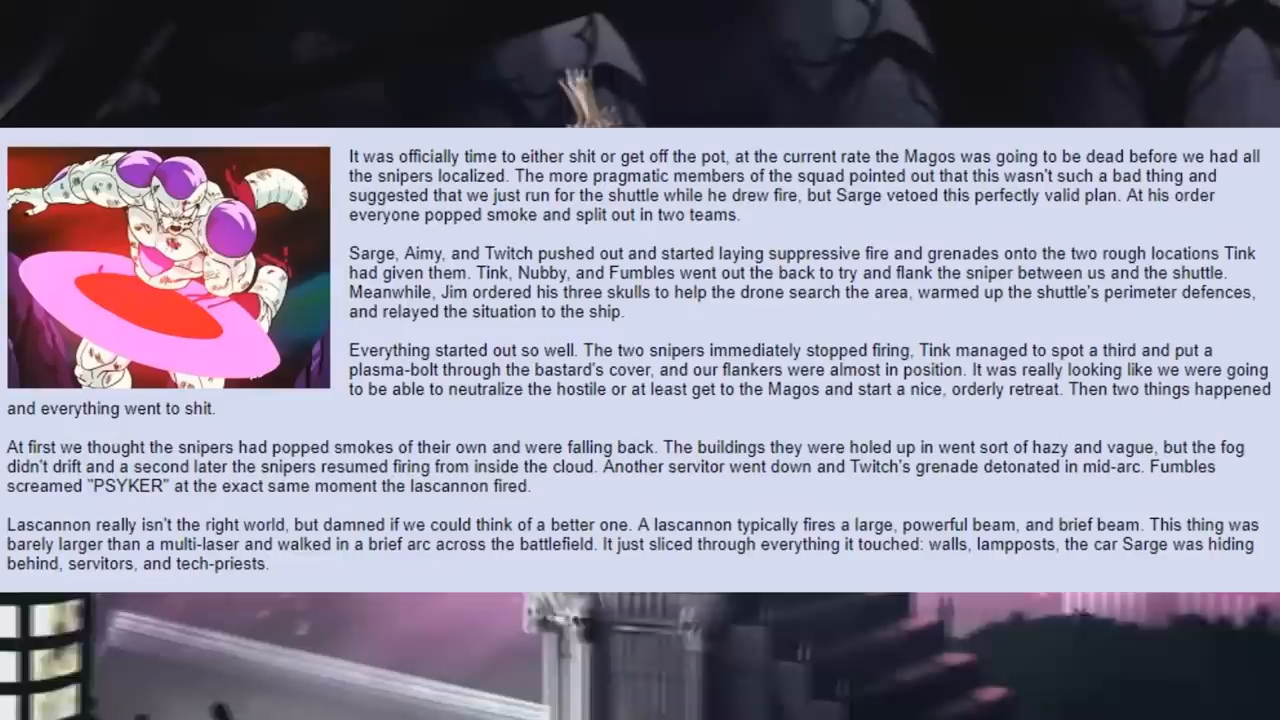 It was officially time to either shit or get off the pot, at the current rate the Magos was going to be dead before we had all
the snipers localized. The more pragmatic members of the squad pointed out that this wasn't such a bad thing and
suggested that we just run for the shuttle while he drew fire, but Sarge vetoed this perfectly valid plan. At his order
everyone popped smoke and split out in two teams.
Sarge, Aimy, and Twitch pushed out and started laying suppressive fire and grenades onto the two rough locations Tink
had given them. Tink, Nubby, and Fumbles went out the back to try and flank the sniper between us and the shuttle.
Meanwhile, Jim ordered his three skulls to help the drone search the area, warmed up the shuttle's perimeter defences,
and relayed the situation to the ship.
Everything started out so well. The two snipers immediately stopped firing, Tink managed to spot a third and put a
plasma-bolt through the bastard's cover, and our flankers were almost in position. It was really looking like we were going
to be able to neutralize the hostile or at least get to the Magos and start a nice, orderly retreat. Then two things happened
and everything went to shit.
At first we thought the snipers had popped smokes of their own and were falling back. The buildings they were holed up in went sort of hazy and vague, but the fog
didn't drift and a second later the snipers resumed firing from inside the cloud. Another servitor went down and Twitch's grenade detonated in mid-arc. Fumbles
screamed "PSYKER" at the exact same moment the lascannon fired.
Lascannon really isn't the right world, but damned if we could think of a better one. A lascannon typically fires a large, powerful beam, and brief beam. This thing was
barely larger than a multi-laser and walked in a brief arc across the battlefield. It just sliced through everything it touched: walls, lampposts, the car Sarge was hiding
behind, servitors, and tech-priests.